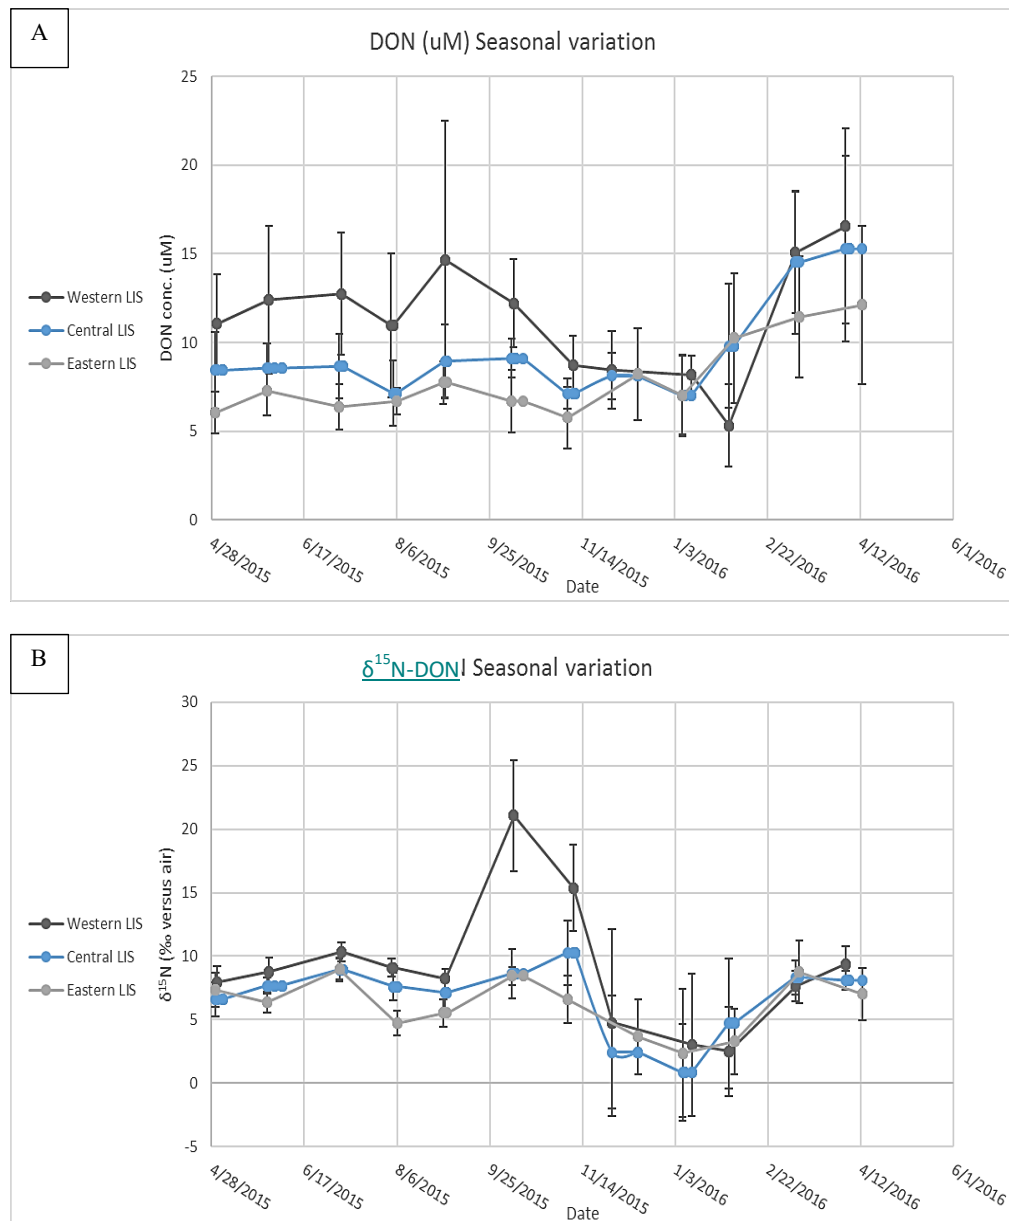 A
DON (uM) Seasonal variation
25
20
15
10
5
0
DON conc. (uM)
Western LIS
Central LIS
Eastern LIS
4/28/2015 6/17/2015 8/6/2015 9/25/2015 11/14/2015 1/3/2016 2/22/2016 4/12/2016 6/1/2016
Date
B
δ¹⁵N-DON Seasonal variation
30
25
20
15
10
5
0
-5
δ¹⁵N (‰ versus air)
Western LIS
Central LIS
Eastern LIS
4/28/2015 6/17/2015 8/6/2015 9/25/2015 11/14/2015 1/3/2016 2/22/2016 4/12/2016 6/1/2016
Date